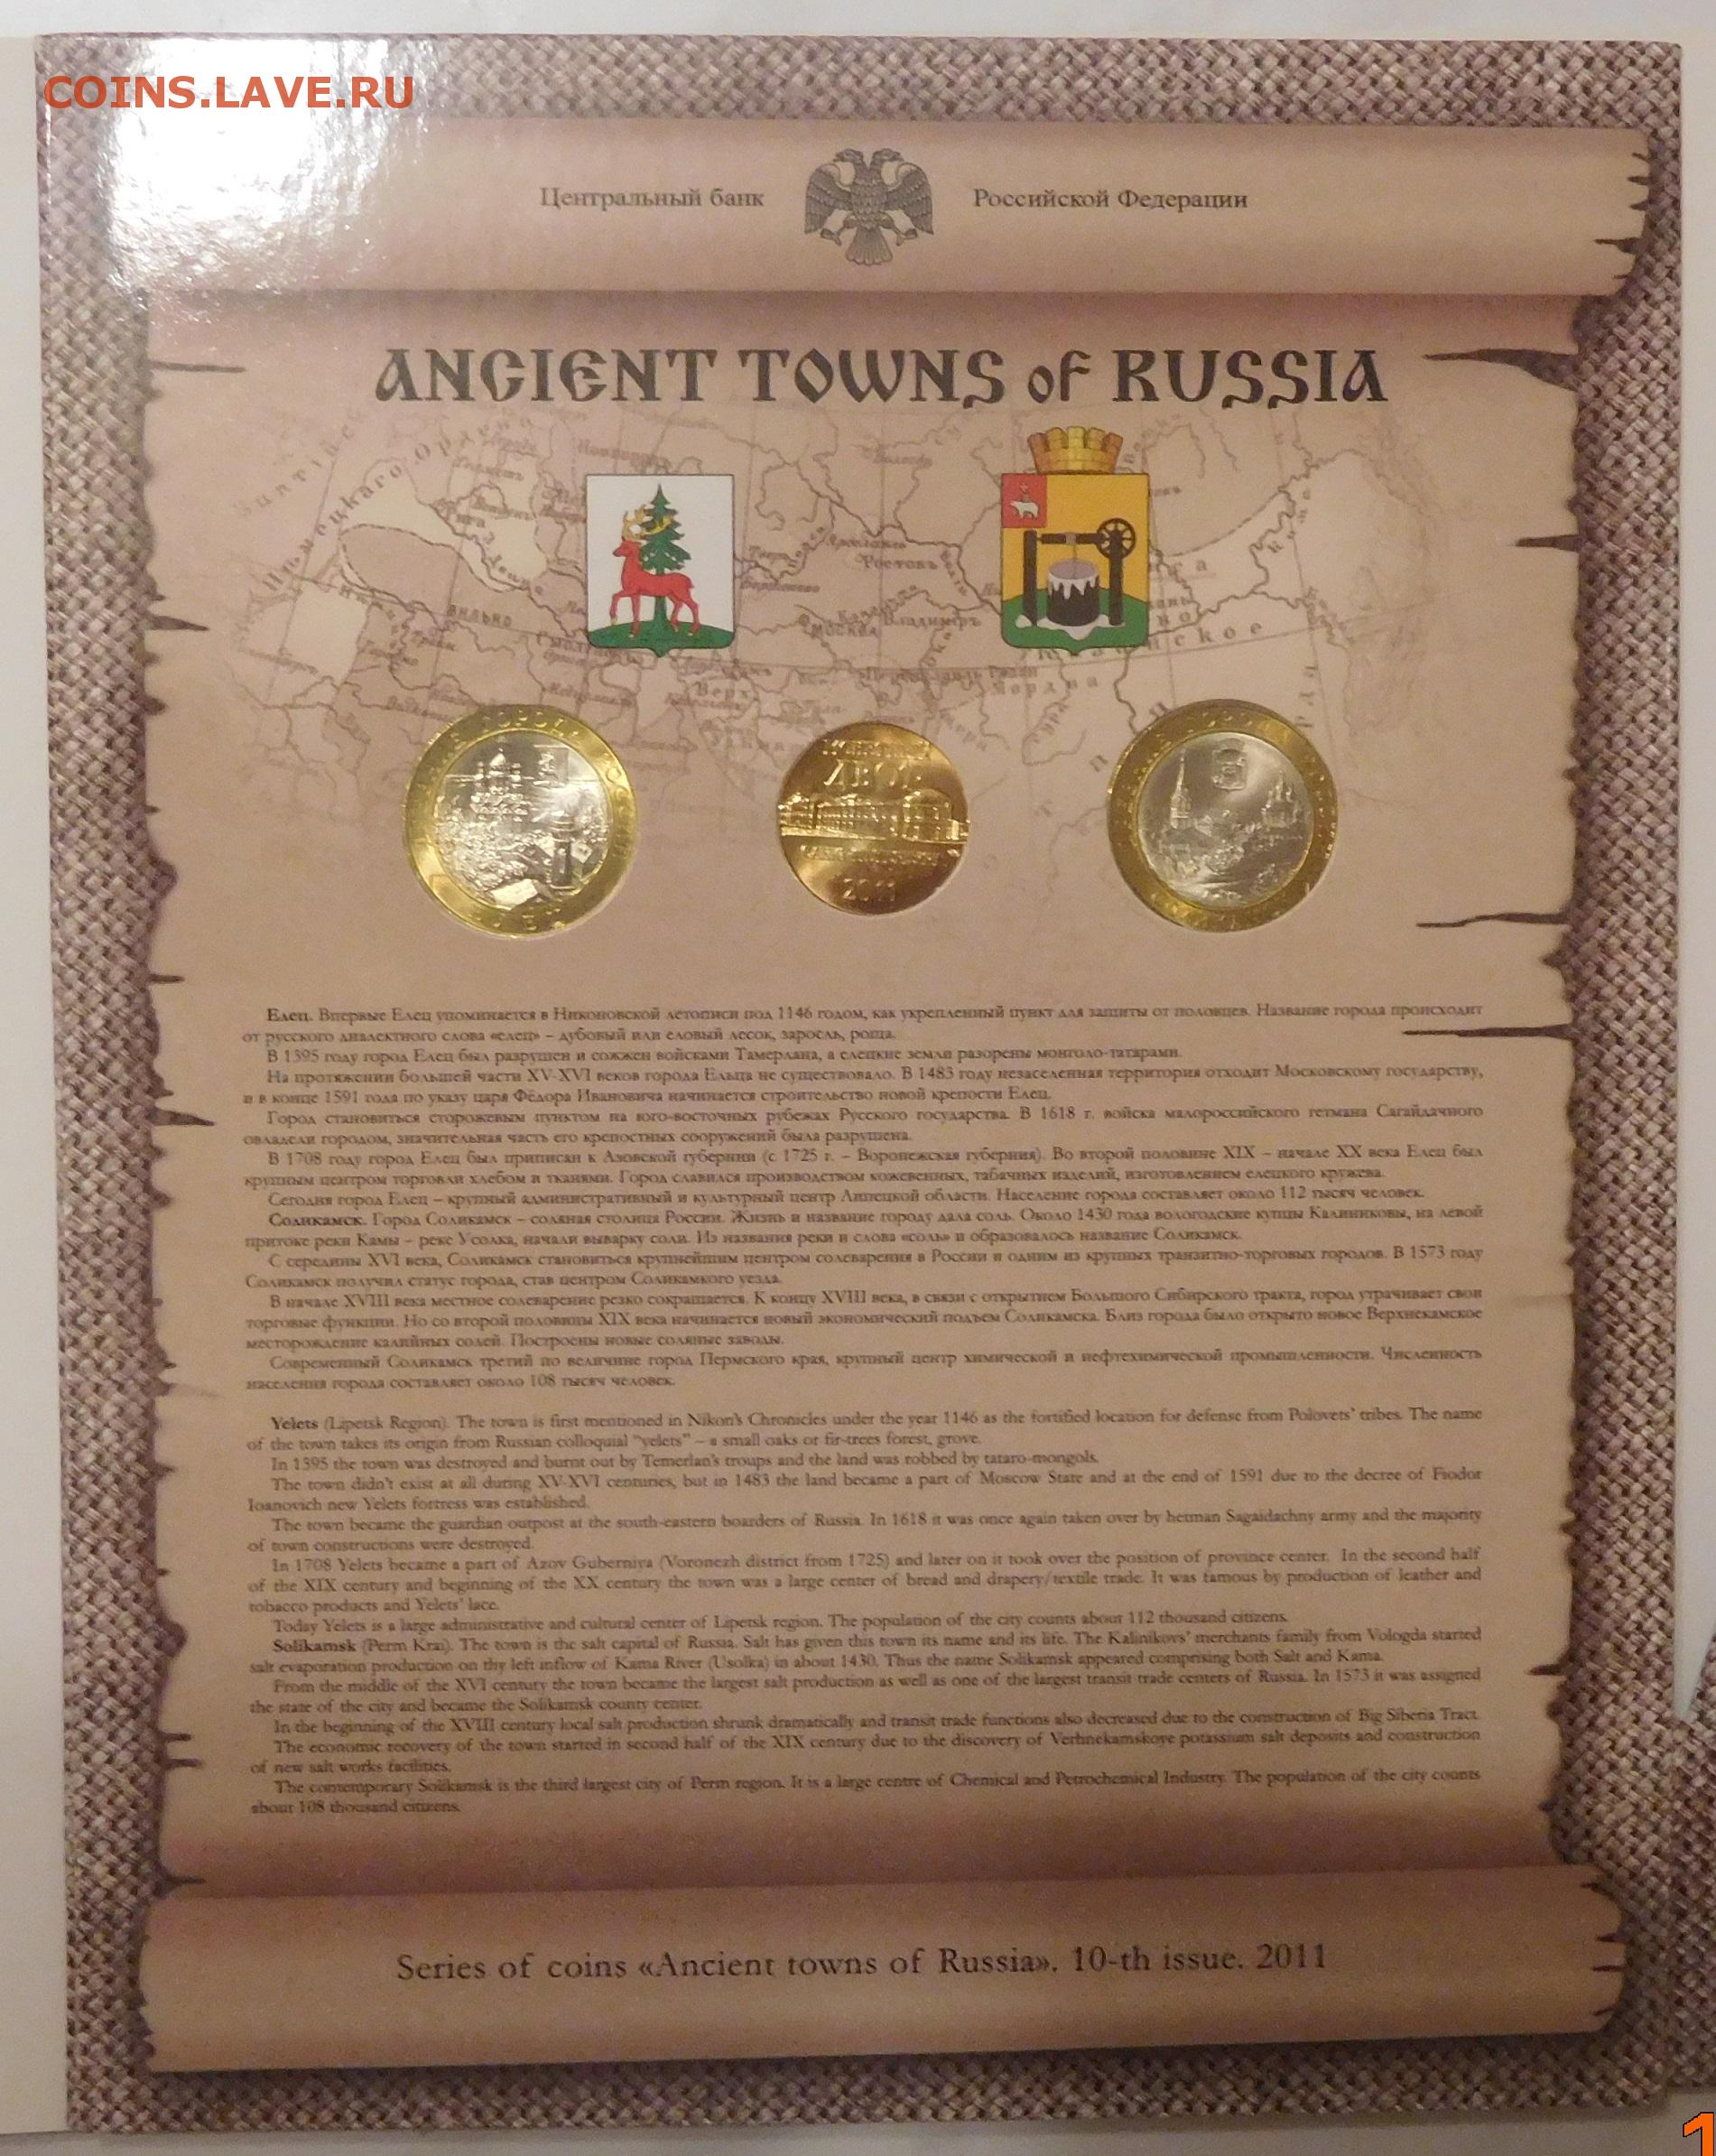 COINS.LAVE.RU
Центральный банк Российской Федерации
ANCIENT TOWNS OF RUSSIA
ДВОР
2011
Елец. Впервые Елец упоминается в Никоновской летописи под 1146 годом, как укрепленный пункт для защиты от половцев. Название города происходит
от русского диалектного слова «елец» – дубовый или еловый лесок, заросль, роща.
В 1395 году город Елец был разрушен и сожжен войсками Тамерлана, а елецкие земли разорены монголо-татарами.
На протяжении большей части XV-XVI веков города Ельца не существовало. В 1483 году незаселенная территория отходит Московскому государству,
и в конце 1591 года по указу царя Фёдора Ивановича начинается строительство новой крепости Елец.
Город становиться сторожевым пунктом на юго-восточных рубежах Русского государства. В 1618 г. войска малороссийского гетмана Сагайдачного
овладели городом, значительная часть его крепостных сооружений была разрушена.
В 1708 году город Елец был приписан к Азовской губернии (с 1725 г. – Воронежская губерния). Во второй половине XIX – начале XX века Елец был
крупным центром торговли хлебом и тканями. Город славился производством кожевенных, табачных изделий, изготовлением елецкого кружева.
Сегодня город Елец – крупный административный и культурный центр Липецкой области. Население города составляет около 112 тысяч человек.
Соликамск. Город Соликамск – соляная столица России. Жизнь и название городу дала соль. Около 1430 года вологодские купцы Калинниковы, на левой
притоке реки Камы – реке Усолка, начали выварку соли. Из названия реки и слова «соль» и образовалось название Соликамск.
С середины XVI века, Соликамск становиться крупнейшим центром солеварения в России и одним из крупных транзитно-торговых городов. В 1573 году
Соликамск получил статус города, став центром Соликамкого уезда.
В начале XVIII века местное солеварение резко сокращается. К концу XVIII века, в связи с открытием Большого Сибирского тракта, город утрачивает свои
торговые функции. Но со второй половины XIX века начинается новый экономический подъем Соликамска. Близ города было открыто новое Верхнекамское
месторождение калийных солей. Построены новые соляные заводы.
Современный Соликамск третий по величине город Пермского края, крупный центр химической и нефтехимической промышленности. Численность
населения города составляет около 108 тысяч человек.
Yelets (Lipetsk Region). The town is first mentioned in Nikon's Chronicles under the year 1146 as the fortified location for defense from Polovets' tribes. The name
of the town takes its origin from Russian colloquial "yelets" – a small oaks or fir-trees forest, grove.
In 1395 the town was destroyed and burnt out by Temerlan's troups and the land was robbed by tataro-mongols.
The town didn't exist at all during XV-XVI centuries, but in 1483 the land became a part of Moscow State and at the end of 1591 due to the decree of Fiodor
Ioanovich new Yelets fortress was established.
The town became the guardian outpost at the south-eastern boarders of Russia. In 1618 it was once again taken over by hetman Sagaidachny army and the majority
of town constructions were destroyed.
In 1708 Yelets became a part of Azov Guberniya (Voronezh district from 1725) and later on it took over the position of province center. In the second half
of the XIX century and beginning of the XX century the town was a large center of bread and drapery/textile trade. It was famous by production of leather and
tobacco products and Yelets' lace.
Today Yelets is a large administrative and cultural center of Lipetsk region. The population of the city counts about 112 thousand citizens.
Solikamsk (Perm Krai). The town is the salt capital of Russia. Salt has given this town its name and its life. The Kalinikovs' merchants family from Vologda started
salt evaporation production on thy left inflow of Kama River (Usolka) in about 1430. Thus the name Solikamsk appeared comprising both Salt and Kama.
From the middle of the XVI century the town became the largest salt production as well as one of the largest transit trade centers of Russia. In 1573 it was assigned
the state of the city and became the Solikamsk county center.
In the beginning of the XVIII century local salt production shrunk dramatically and transit trade functions also decreased due to the construction of Big Siberia Tract.
The economic recovery of the town started in second half of the XIX century due to the discovery of Verhnekamskoye potassium salt deposits and construction
of new salt works facilities.
The contemporary Solikamsk is the third largest city of Perm region. It is a large centre of Chemical and Petrochemical Industry. The population of the city counts
about 108 thousand citizens.
Series of coins «Ancient towns of Russia». 10-th issue. 2011
1